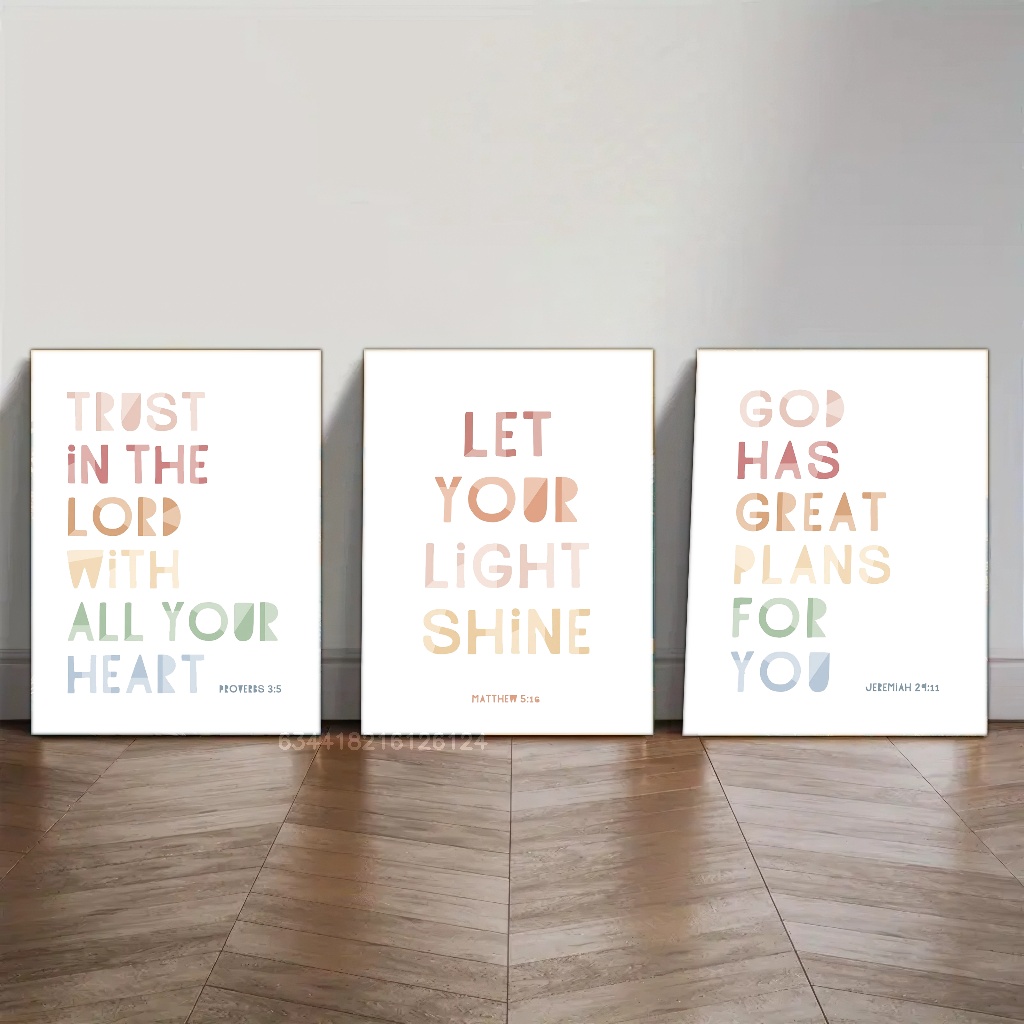 TRUST
iN THE
LORD
WiTH
ALL YOUR
HEART
PROVERBS 3:5
LET
YOUR
LiGHT
SHiNE
MATTHEW 5:16
GOD
HAS
GREAT
PLANS
FOR
YOU
JEREMIAH 29:11
634418216126124